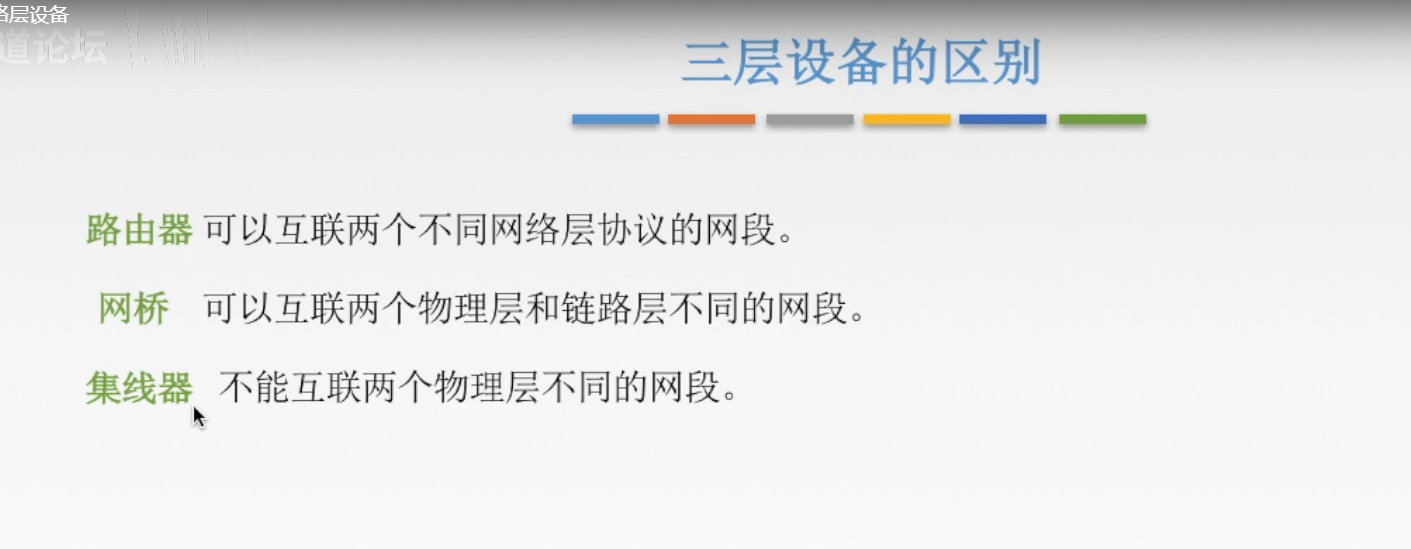 络层设备
道论坛
三层设备的区别
路由器 可以互联两个不同网络层协议的网段。
网桥 可以互联两个物理层和链路层不同的网段。
集线器 不能互联两个物理层不同的网段。